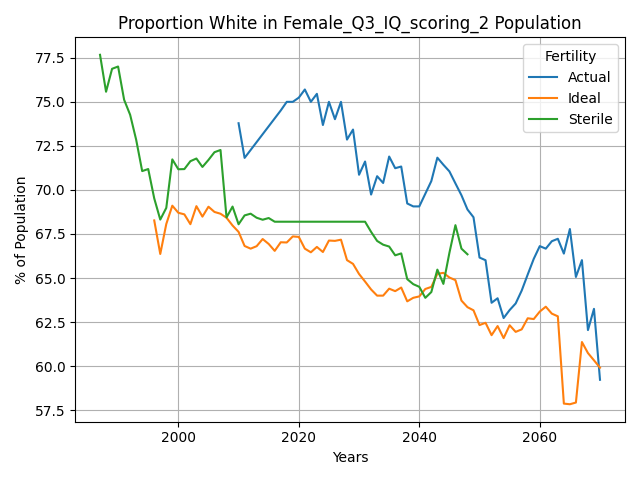 Proportion White in Female_Q3_IQ_scoring_2 Population
Fertility
Actual
Ideal
Sterile
% of Population
77.5
75.0
72.5
70.0
67.5
65.0
62.5
60.0
57.5
2000 2020 2040 2060
Years